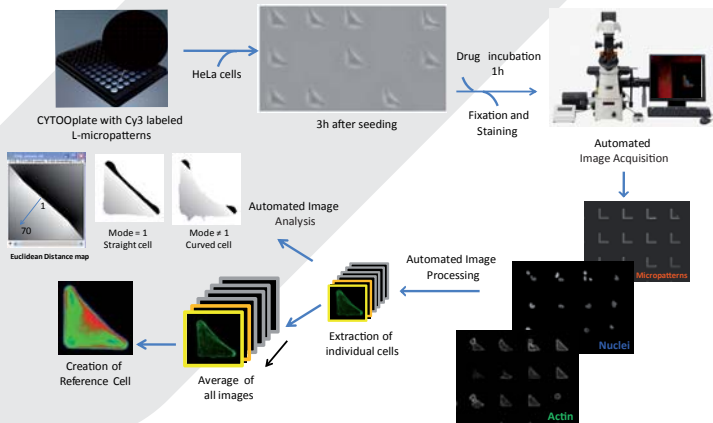 HeLa cells
CYTOOplate with Cy3 labeled
L-micropatterns
3h after seeding
Drug incubation
1h
Fixation and
Staining
Automated
Image Acquisition
Micropatterns
Nuclei
Actin
Automated Image
Processing
Extraction of
individual cells
Automated Image
Analysis
1
70
Euclidean Distance map
Mode = 1
Straight cell
Mode ≠ 1
Curved cell
Average of
all images
Creation of
Reference Cell